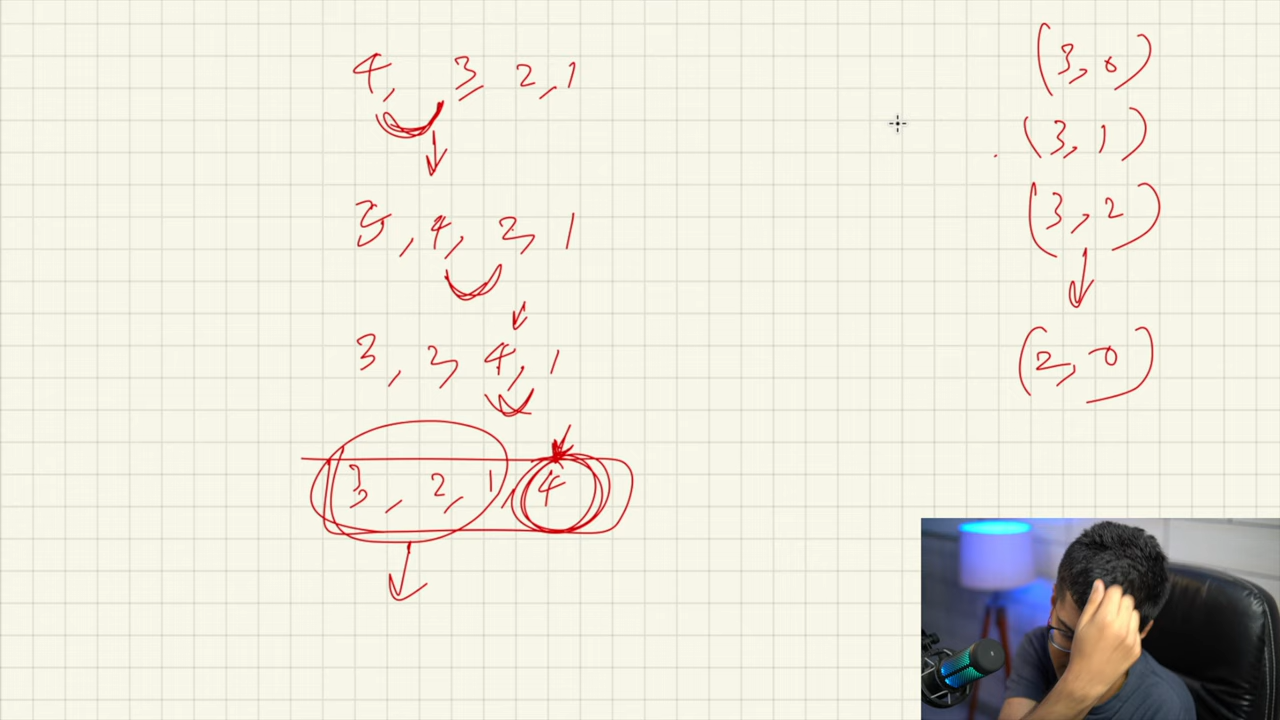 4, 3, 2, 1
3, 4, 2, 1
3, 2, 4, 1
3, 2, 1, 4
(3, 0)
(3, 1)
(3, 2)
(2, 0)